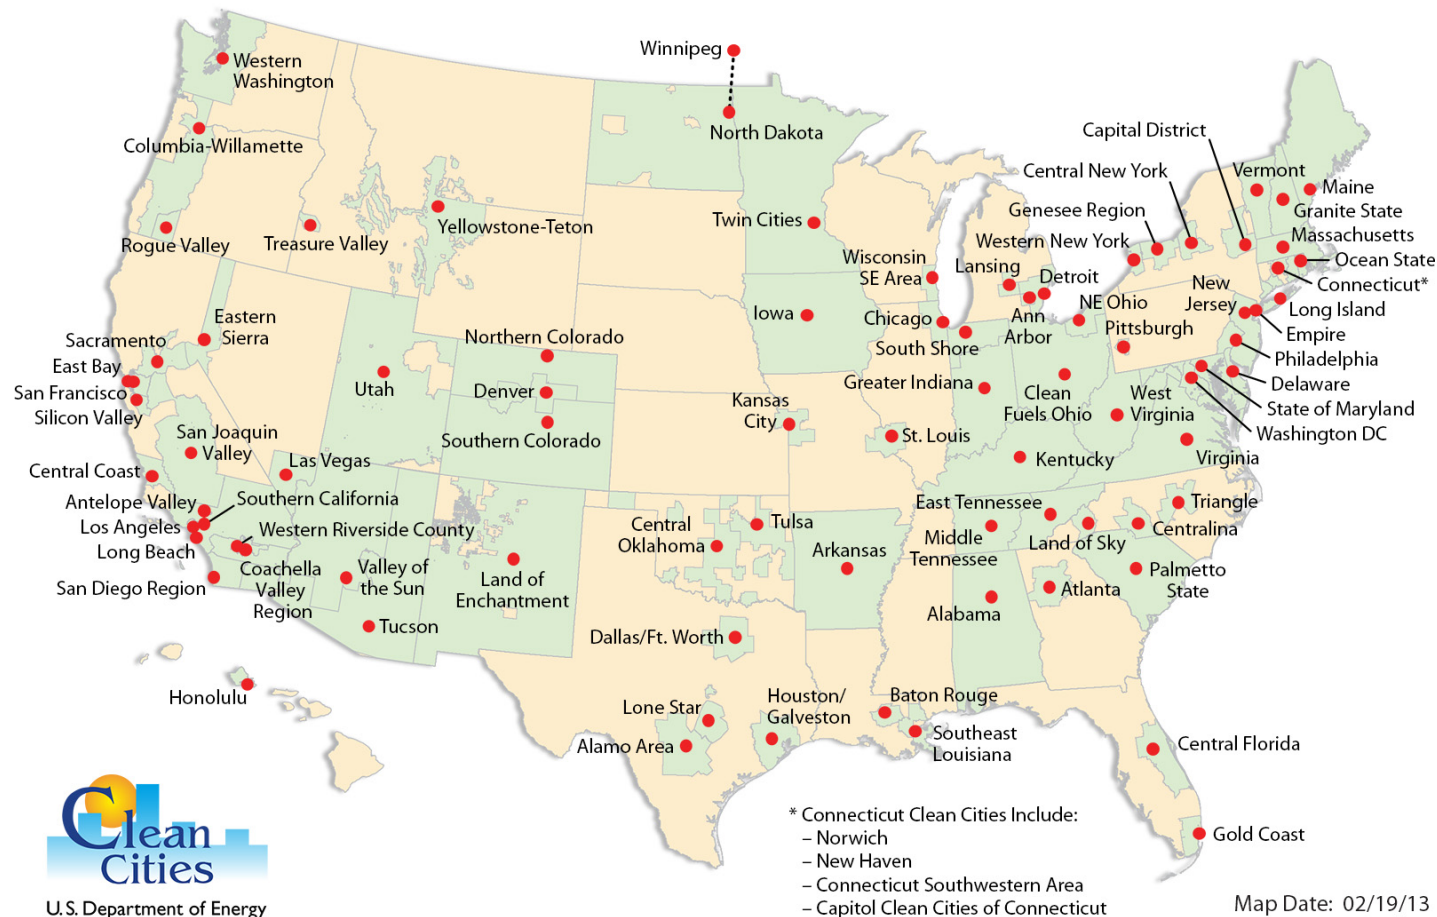 Winnipeg
Western
Washington
North Dakota
Capital District
Columbia-Willamette
Central New York
Vermont
Maine
Genesee Region
Granite State
Twin Cities
Yellowstone-Teton
Rogue Valley
Treasure Valley
Western
New York
Massachusetts
Wisconsin
SE Area
Lansing
Detroit
Ocean State
Connecticut*
New
Jersey
Long Island
Iowa
Chicago
Ann
Arbor
NE Ohio
Pittsburgh
Empire
Eastern
Sierra
Sacramento
Northern Colorado
South Shore
Philadelphia
East Bay
San Francisco
Silicon Valley
Utah
Denver
Greater Indiana
Clean
Fuels Ohio
West
Virginia
Delaware
State of Maryland
Washington DC
Kansas
City
Southern Colorado
St. Louis
San Joaquin
Valley
Las Vegas
Kentucky
Virginia
Central Coast
Antelope Valley
Southern California
Los Angeles
Western Riverside County
Long Beach
East Tennessee
Triangle
Tulsa
Central
Oklahoma
Middle
Tennessee
Land of Sky
Centralina
Arkansas
San Diego Region
Coachella
Valley
Region
Valley of
the Sun
Land of
Enchantment
Palmetto
State
Atlanta
Alabama
Tucson
Dallas/Ft. Worth
Honolulu
Lone Star
Houston/
Galveston
Baton Rouge
Alamo Area
Southeast
Louisiana
Central Florida
Gold Coast
* Connecticut Clean Cities Include:
– Norwich
– New Haven
– Connecticut Southwestern Area
– Capitol Clean Cities of Connecticut
Clean
Cities
U.S. Department of Energy
Map Date: 02/19/13